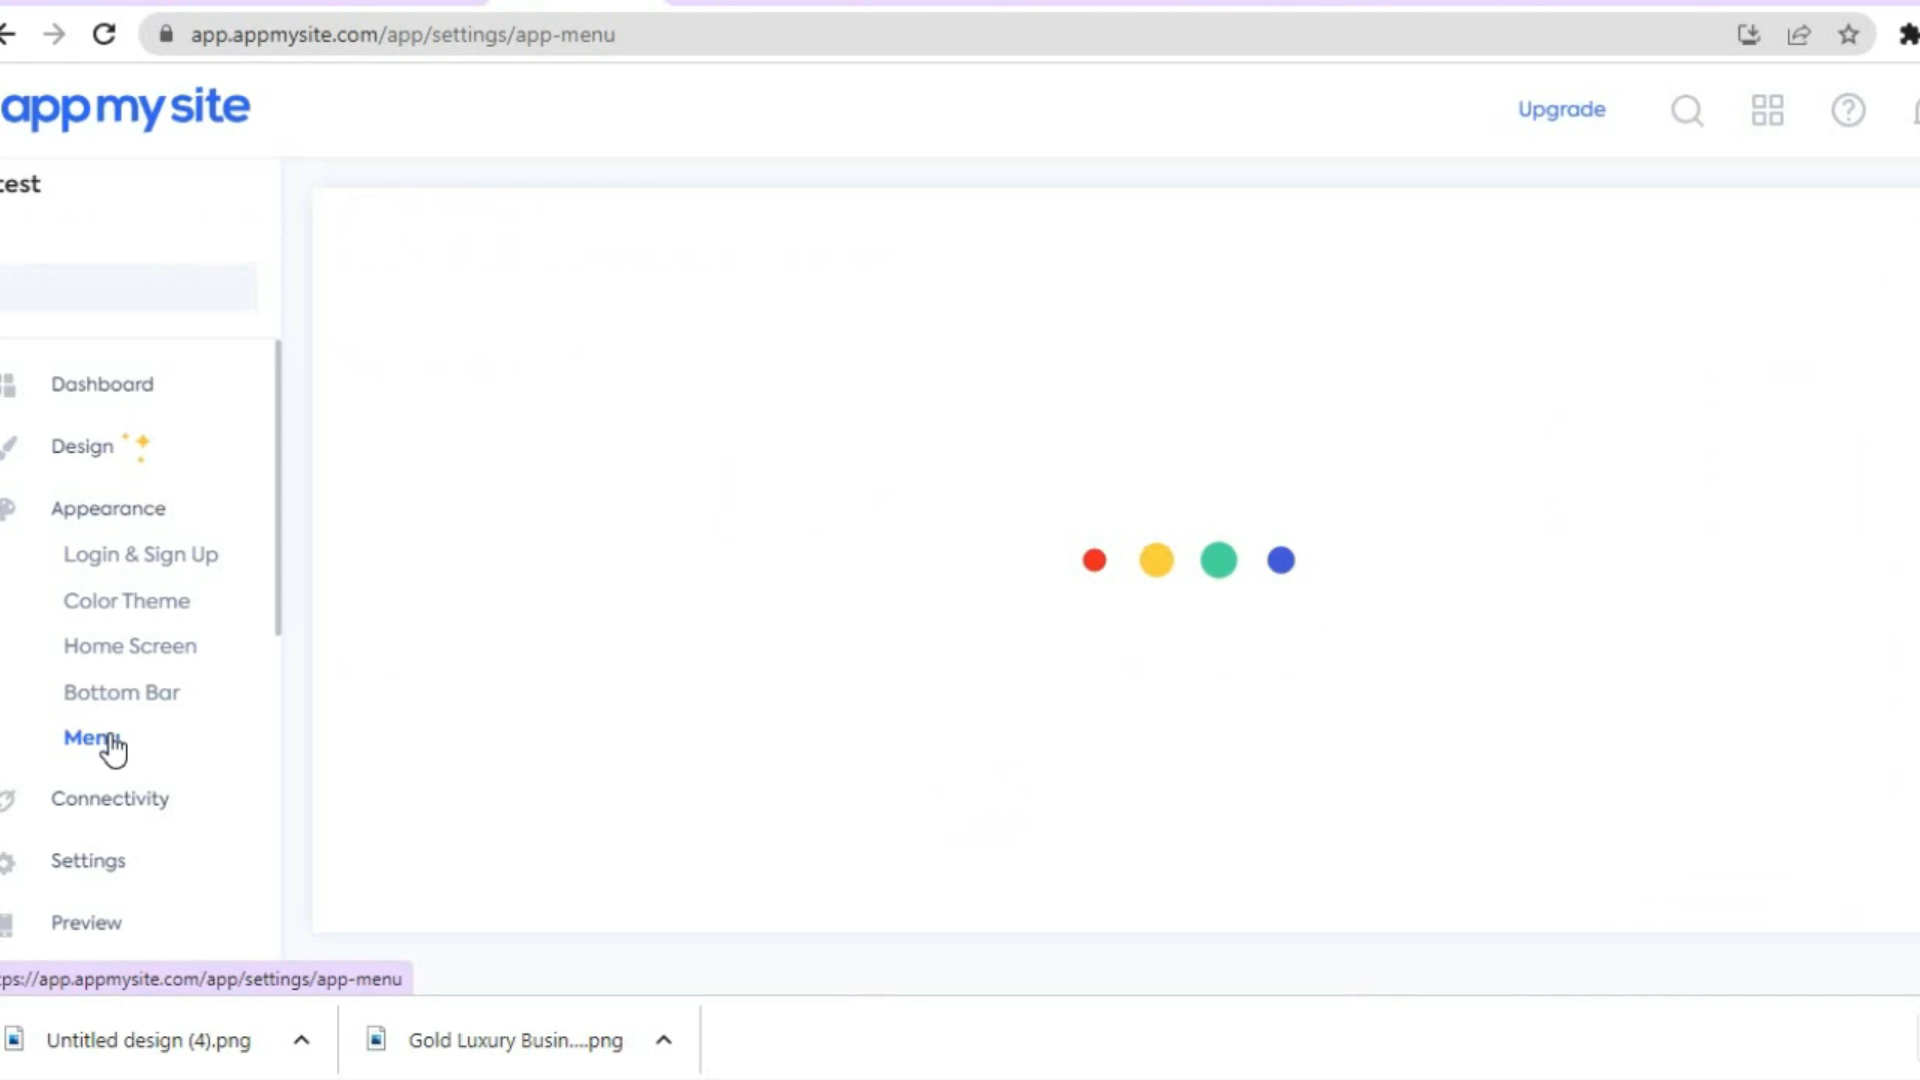 app.appmysite.com/app/settings/app-menu
appmysite
Upgrade
test
Dashboard
Design
Appearance
Login & Sign Up
Color Theme
Home Screen
Bottom Bar
Menu
Connectivity
Settings
Preview
tps://app.appmysite.com/app/settings/app-menu
Untitled design (4).png
Gold Luxury Busin....png